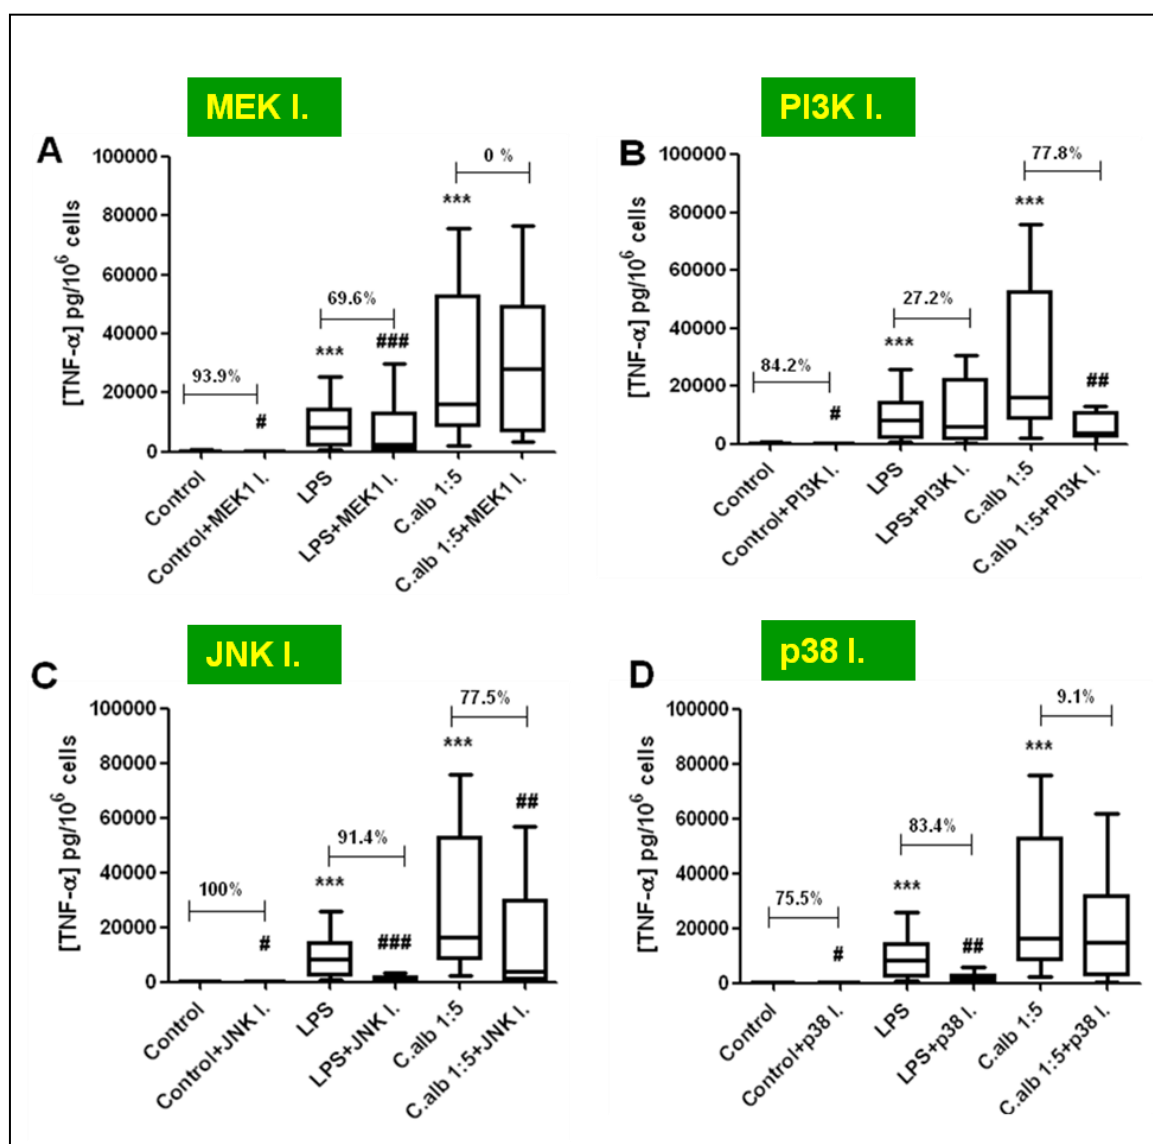 MEK I.
A
[TNF-α] pg/10⁶ cells
100000
80000
60000
40000
20000
0
93.9%
#
***
69.6%
###
***
0 %
Control
Control+MEK1 I.
LPS
LPS+MEK1 I.
C.alb 1:5
C.alb 1:5+MEK1 I.
PI3K I.
B
[TNF-α] pg/10⁶ cells
100000
80000
60000
40000
20000
0
84.2%
#
***
27.2%
***
77.8%
##
Control
Control+PI3K I.
LPS
LPS+PI3K I.
C.alb 1:5
C.alb 1:5+PI3K I.
JNK I.
C
[TNF-α] pg/10⁶ cells
100000
80000
60000
40000
20000
0
100%
#
***
91.4%
###
***
77.5%
##
Control
Control+JNK I.
LPS
LPS+JNK I.
C.alb 1:5
C.alb 1:5+JNK I.
p38 I.
D
[TNF-α] pg/10⁶ cells
100000
80000
60000
40000
20000
0
75.5%
#
***
83.4%
##
***
9.1%
Control
Control+p38 I.
LPS
LPS+p38 I.
C.alb 1:5
C.alb 1:5+p38 I.